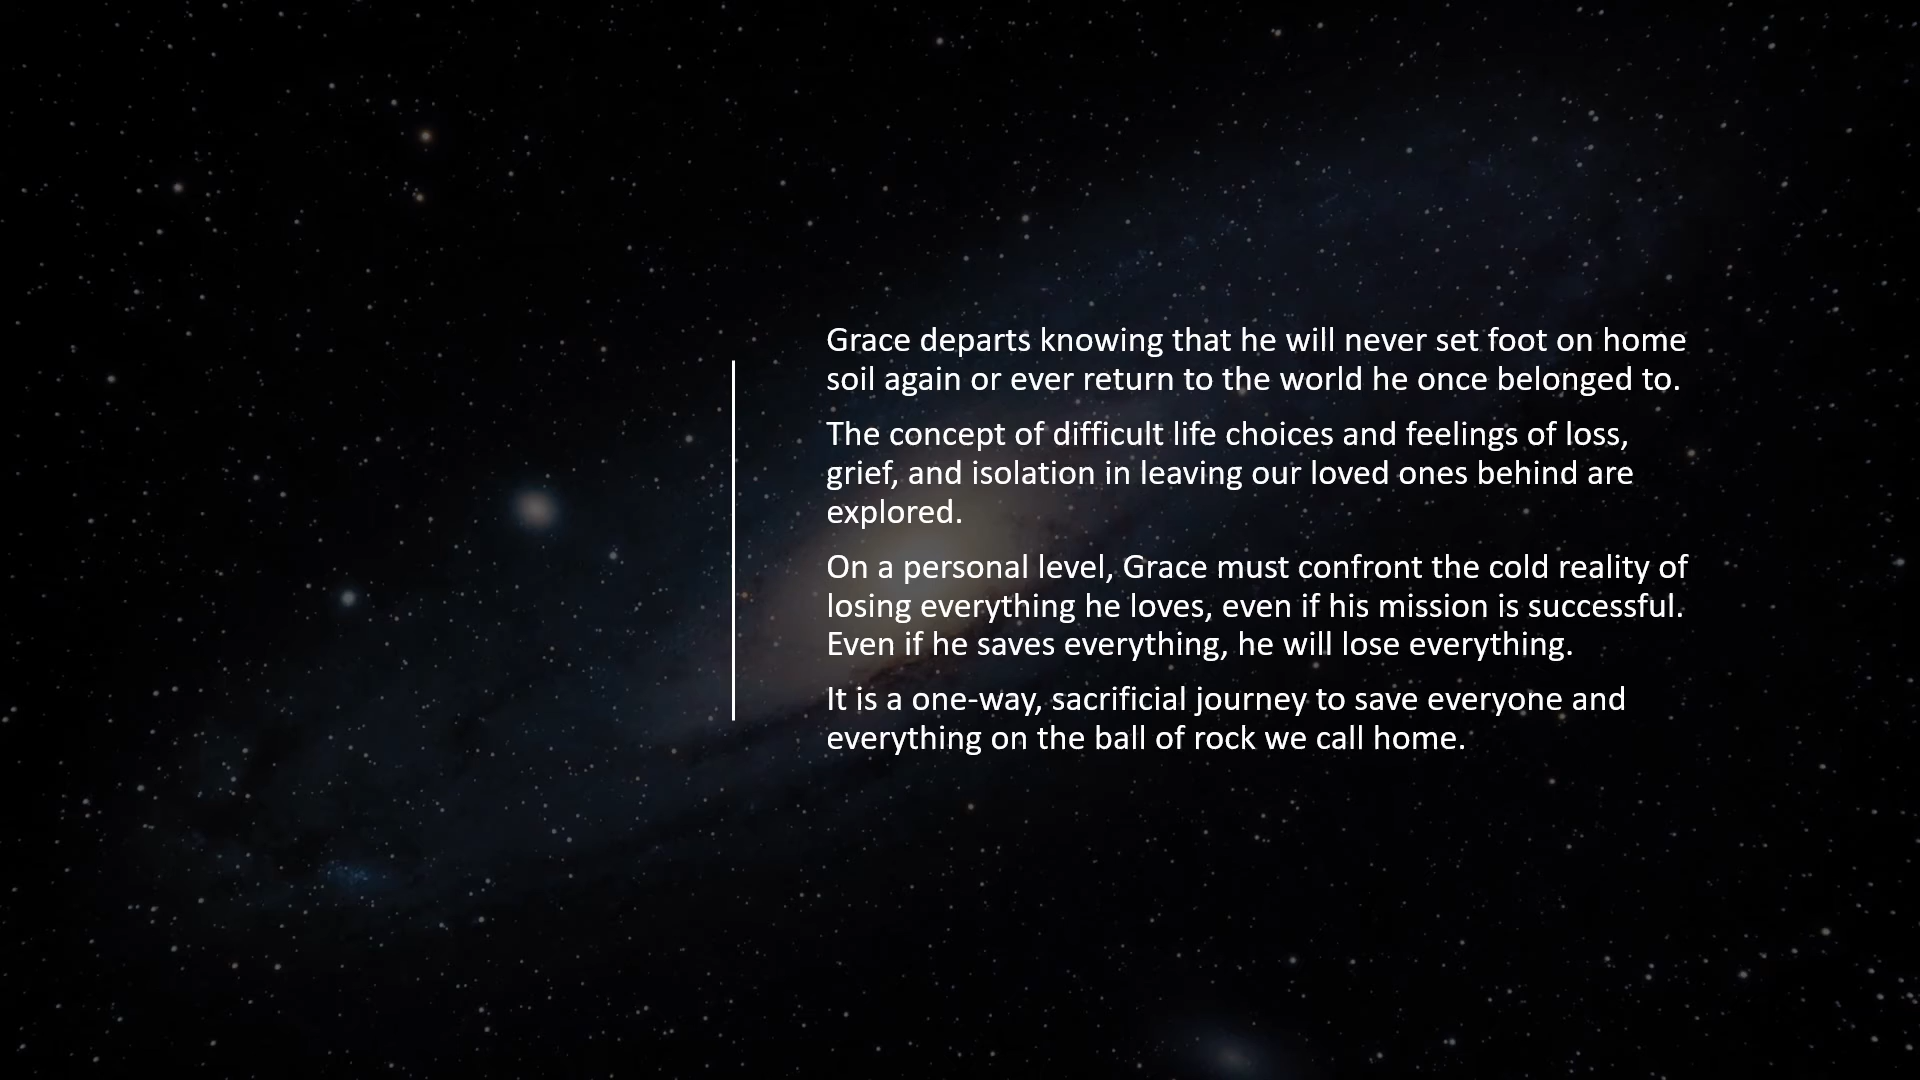 Grace departs knowing that he will never set foot on home
soil again or ever return to the world he once belonged to.
The concept of difficult life choices and feelings of loss,
grief, and isolation in leaving our loved ones behind are
explored.
On a personal level, Grace must confront the cold reality of
losing everything he loves, even if his mission is successful.
Even if he saves everything, he will lose everything.
It is a one-way, sacrificial journey to save everyone and
everything on the ball of rock we call home.